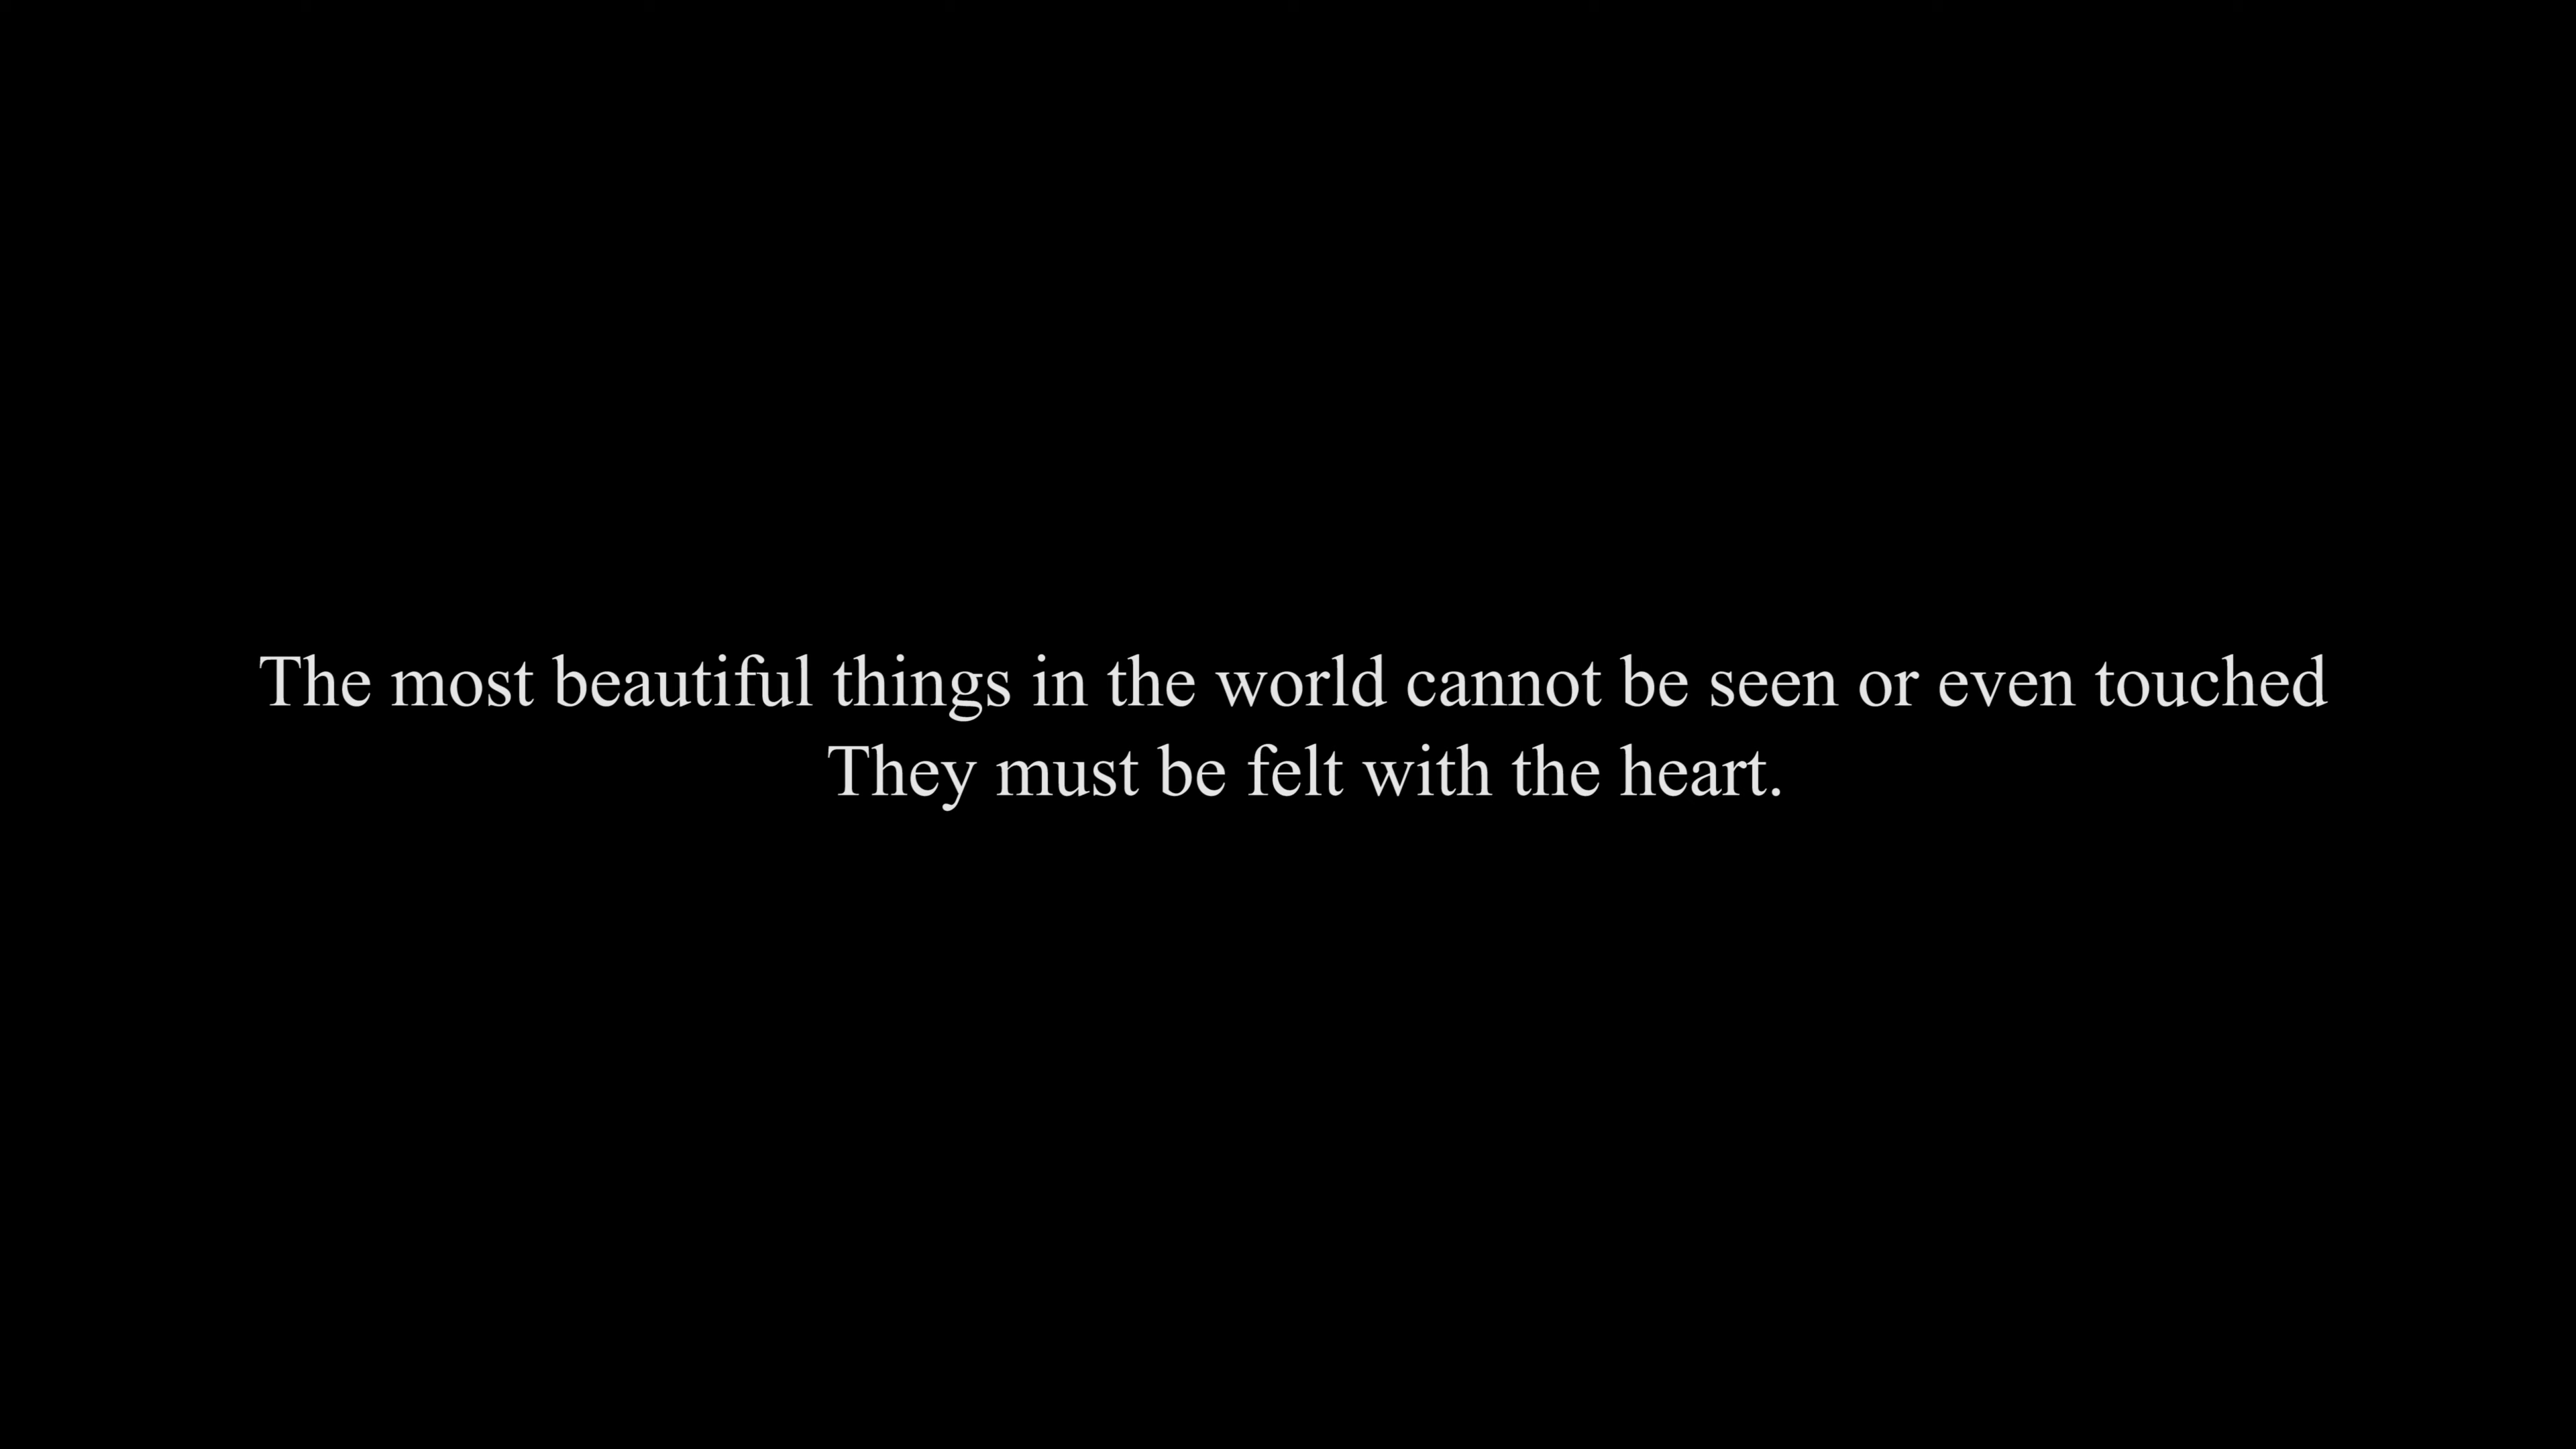 The most beautiful things in the world cannot be seen or even touched
They must be felt with the heart.